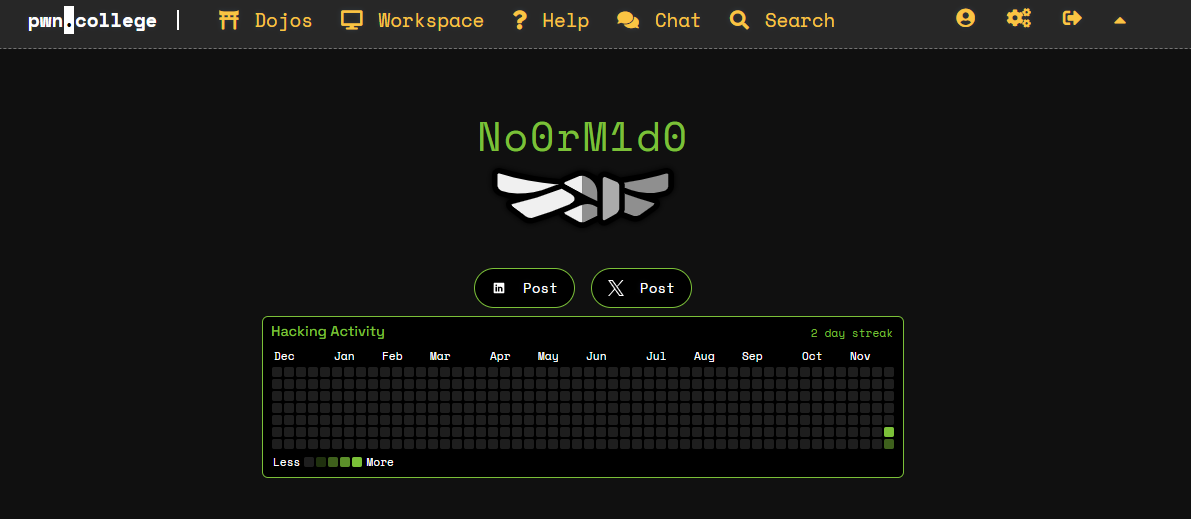 pwn.college Dojos Workspace Help Chat Search
No0rM1d0
Post Post
Hacking Activity 2 day streak
Dec Jan Feb Mar Apr May Jun Jul Aug Sep Oct Nov
Less More